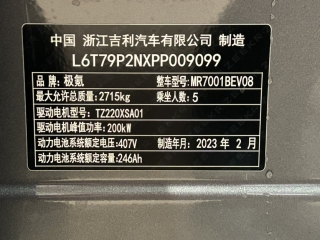 中国 浙江吉利汽车有限公司 制造
L6T79P2NXPP009099
品牌:极氪 整车型号:MR7001BEV08
最大允许总质量:2715kg 乘坐人数:5
驱动电机型号:TZ220XSA01
驱动电机峰值功率:200kW
动力电池系统额定电压:407V 制造年月:2023 年 2 月
动力电池系统额定容量:246Ah